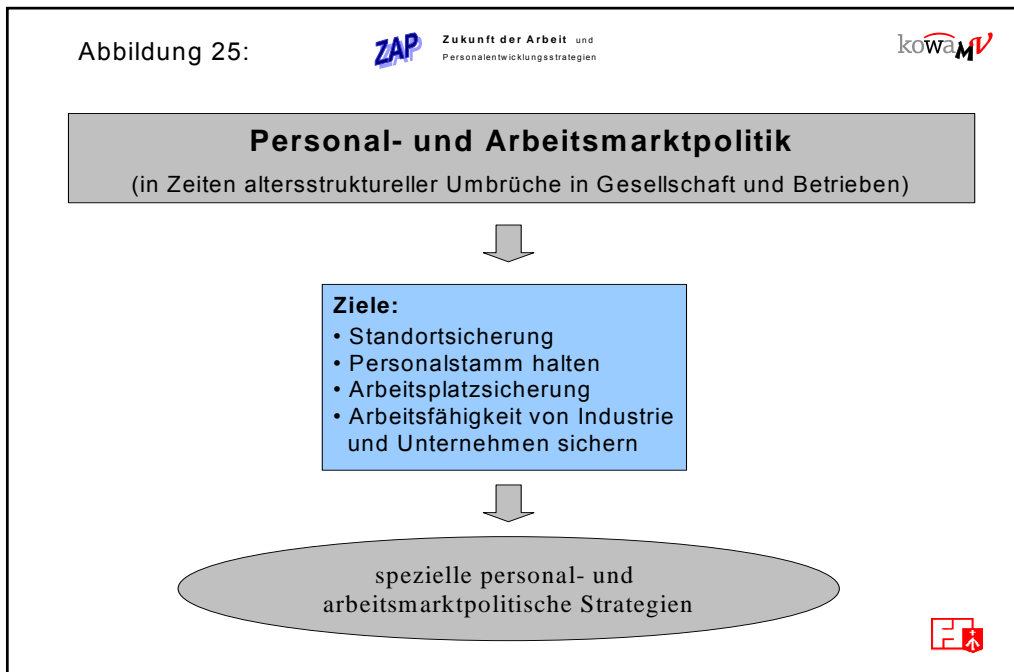 Abbildung 25:
ZAP
Zukunft der Arbeit und
Personalentwicklungsstrategien
kowaMV
Personal- und Arbeitsmarktpolitik
(in Zeiten altersstruktureller Umbrüche in Gesellschaft und Betrieben)
Ziele:
• Standortsicherung
• Personalstamm halten
• Arbeitsplatzsicherung
• Arbeitsfähigkeit von Industrie
und Unternehmen sichern
spezielle personal- und
arbeitsmarktpolitische Strategien